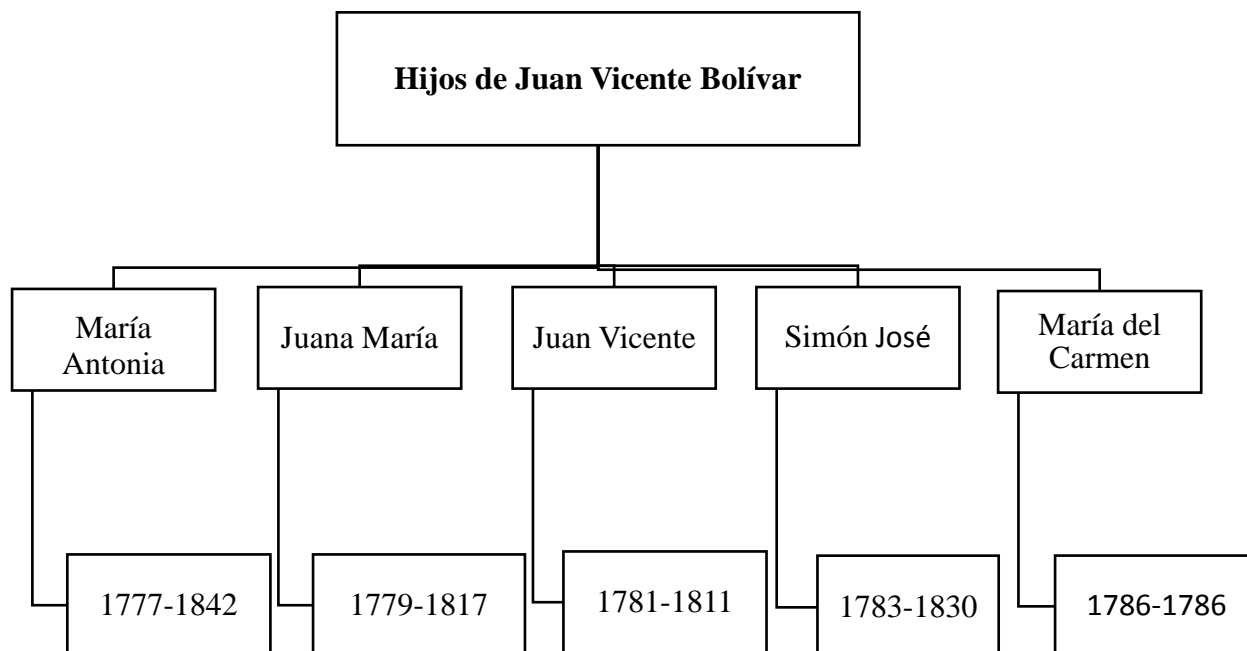 Hijos de Juan Vicente Bolívar
María
Antonia
Juana María
Juan Vicente
Simón José
María del
Carmen
1777-1842
1779-1817
1781-1811
1783-1830
1786-1786